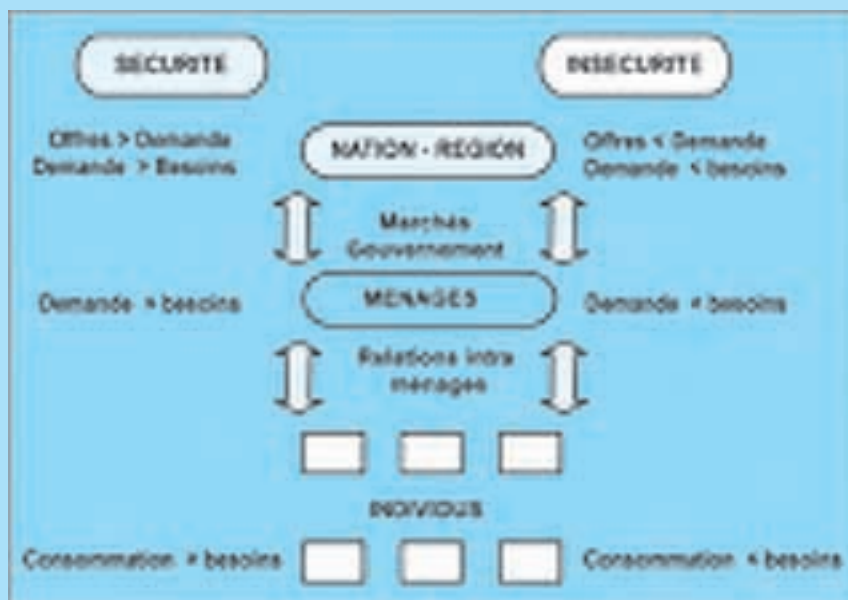 SECURITE
INSECURITE
Offres > Demande
Demande > Besoins
NATION - REGION
Offres < Demande
Demande < besoins
Marchés
Gouvernement
Demande > besoins
MENAGES
Demande < besoins
Relations intra
ménages
INDIVIDUS
Consommation > besoins
Consommation < besoins